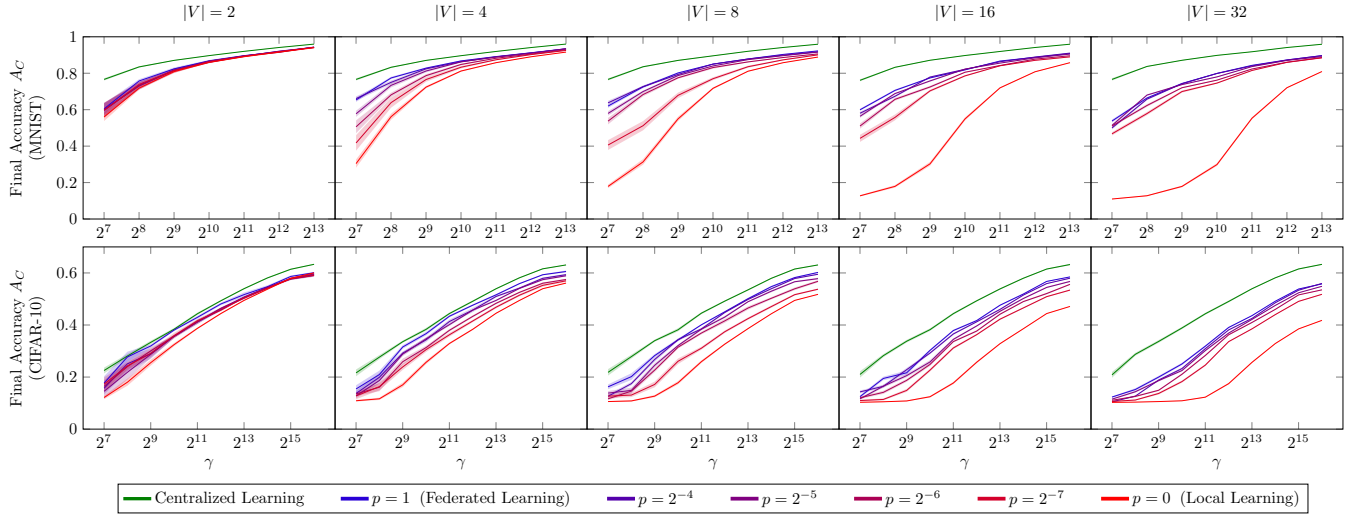 |V| = 2 |V| = 4 |V| = 8 |V| = 16 |V| = 32
Final Accuracy A_C
(MNIST)
1
0.8
0.6
0.4
0.2
0
2^7 2^8 2^9 2^10 2^11 2^12 2^13 2^7 2^8 2^9 2^10 2^11 2^12 2^13 2^7 2^8 2^9 2^10 2^11 2^12 2^13 2^7 2^8 2^9 2^10 2^11 2^12 2^13 2^7 2^8 2^9 2^10 2^11 2^12 2^13
Final Accuracy A_C
(CIFAR-10)
0.6
0.4
0.2
0
2^7 2^9 2^11 2^13 2^15 2^7 2^9 2^11 2^13 2^15 2^7 2^9 2^11 2^13 2^15 2^7 2^9 2^11 2^13 2^15 2^7 2^9 2^11 2^13 2^15
γ γ γ γ γ
Centralized Learning p = 1 (Federated Learning) p = 2^−4 p = 2^−5 p = 2^−6 p = 2^−7 p = 0 (Local Learning)